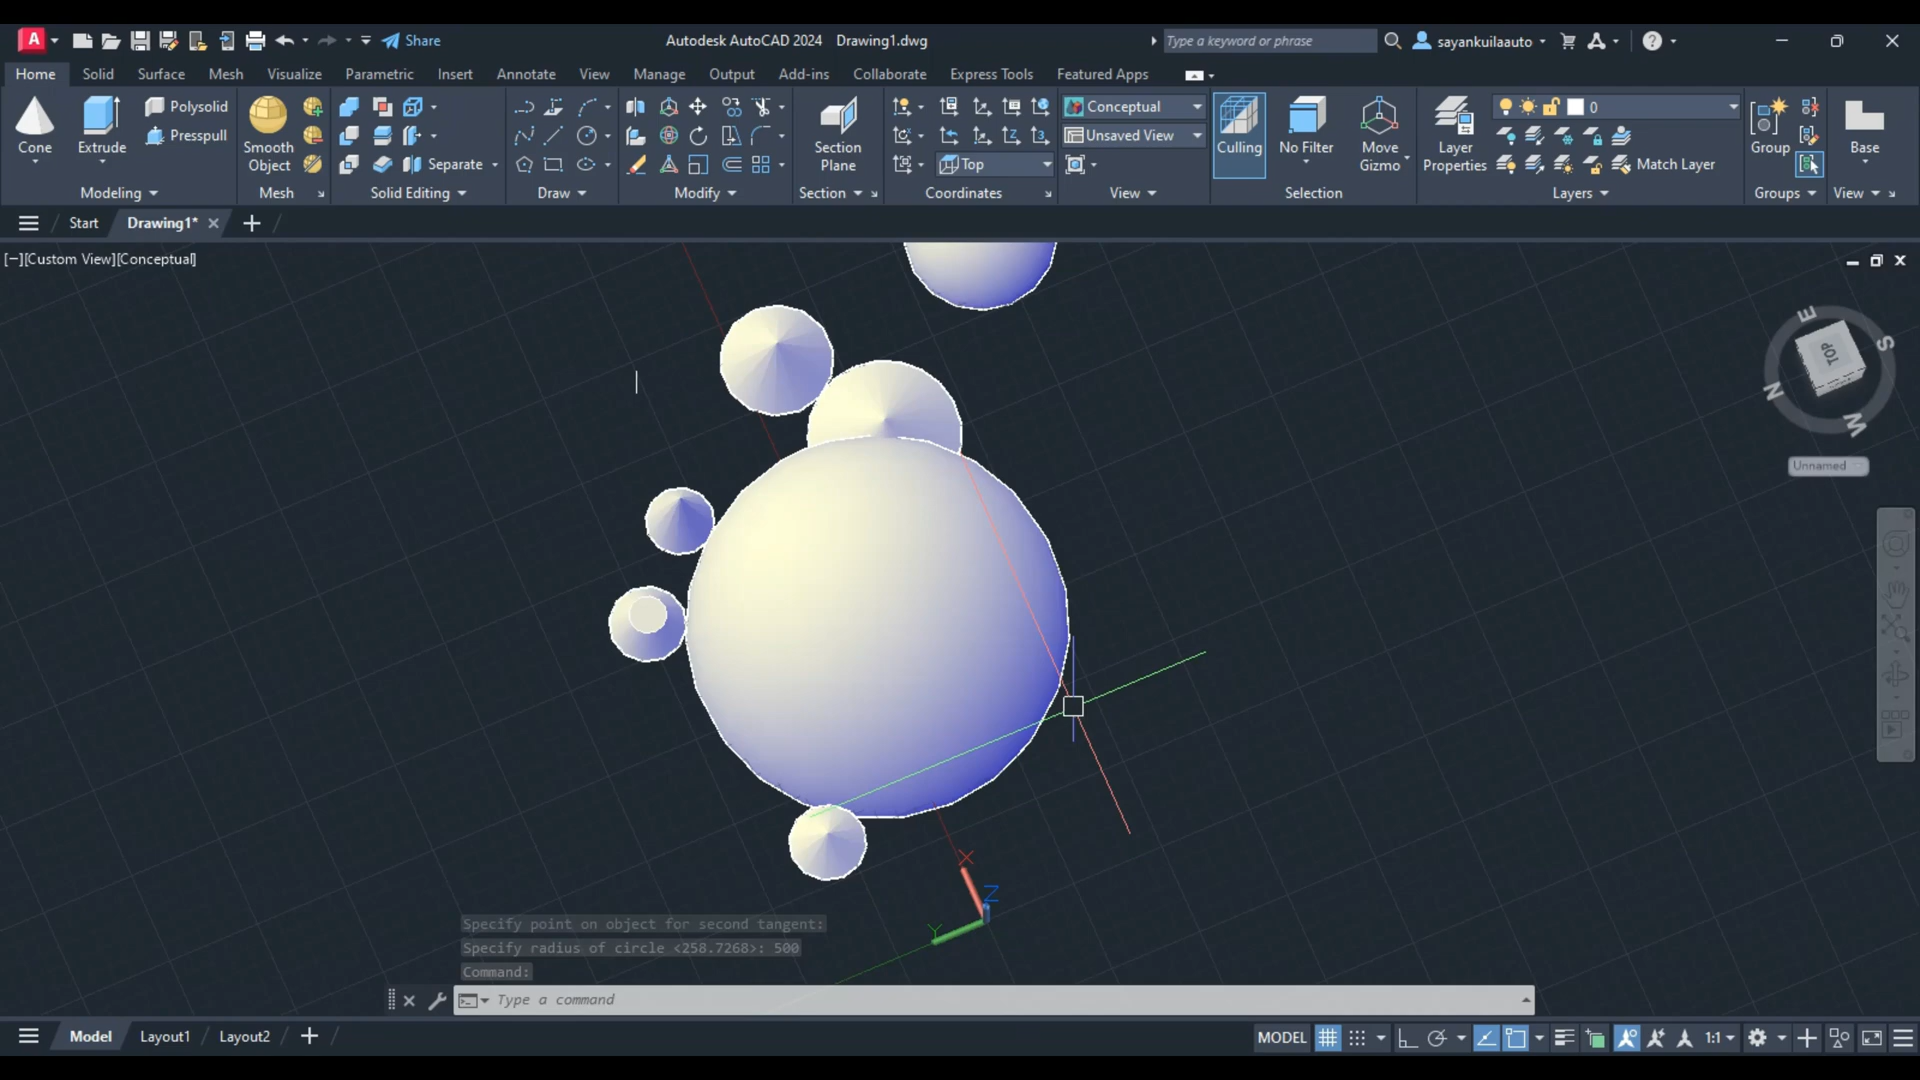 A Share Autodesk AutoCAD 2024 Drawing1.dwg Type a keyword or phrase sayankuilaauto
Home Solid Surface Mesh Visualize Parametric Insert Annotate View Manage Output Add-ins Collaborate Express Tools Featured Apps
Cone Extrude Polysolid Presspull
Smooth Object
Separate
Section Plane
Top
Conceptual
Unsaved View
Culling No Filter Move Gizmo
Layer Properties
0
Match Layer
Group
Base
Modeling Mesh Solid Editing Draw Modify Section Coordinates View Selection Layers Groups View
Start Drawing1* +
[−][Custom View][Conceptual]
E
S
TOP
N
W
Unnamed
X
Z
Y
Specify point on object for second tangent:
Specify radius of circle <258.7268>: 500
Command:
Type a command
Model Layout1 Layout2 + MODEL 1:1